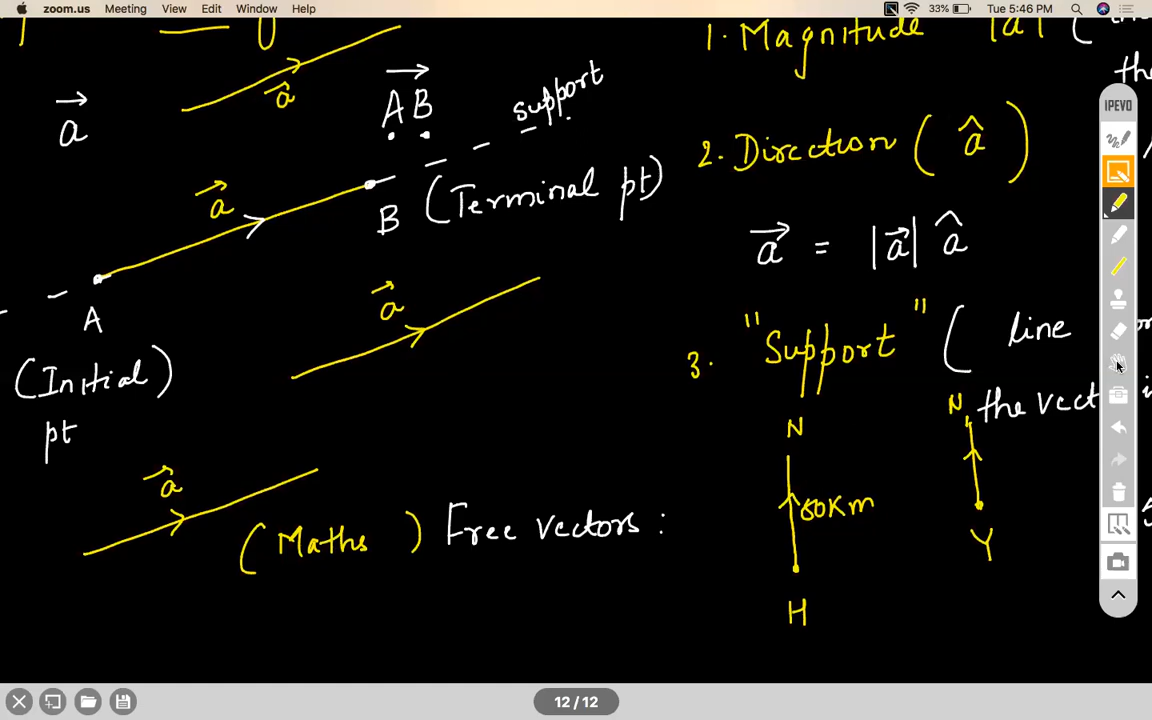 zoom.us Meeting View Edit Window Help 33% Tue 5:46 PM
1. Magnitude |a| (
the
a
a
AB
support
2. Direction ( â )
a
B
(Terminal pt)
a = |a| â
A
a
3. "Support" ( line
the vect
(Initial)
pt
N
N
a
80Km
(Maths) Free vectors:
Y
H
IPEVO
12 / 12